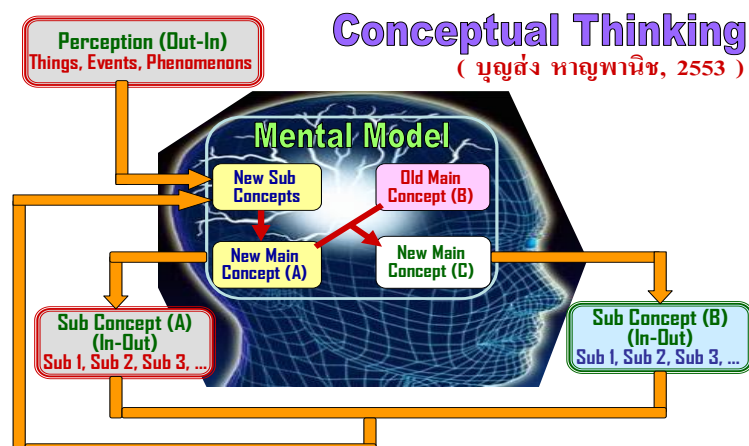 Conceptual Thinking
( บุญส่ง หาญพานิช, 2553 )
Perception (Out-In)
Things, Events, Phenomenons
Mental Model
New Sub
Concepts
Old Main
Concept (B)
New Main
Concept (A)
New Main
Concept (C)
Sub Concept (A)
(In-Out)
Sub 1, Sub 2, Sub 3, ...
Sub Concept (B)
(In-Out)
Sub 1, Sub 2, Sub 3, ...